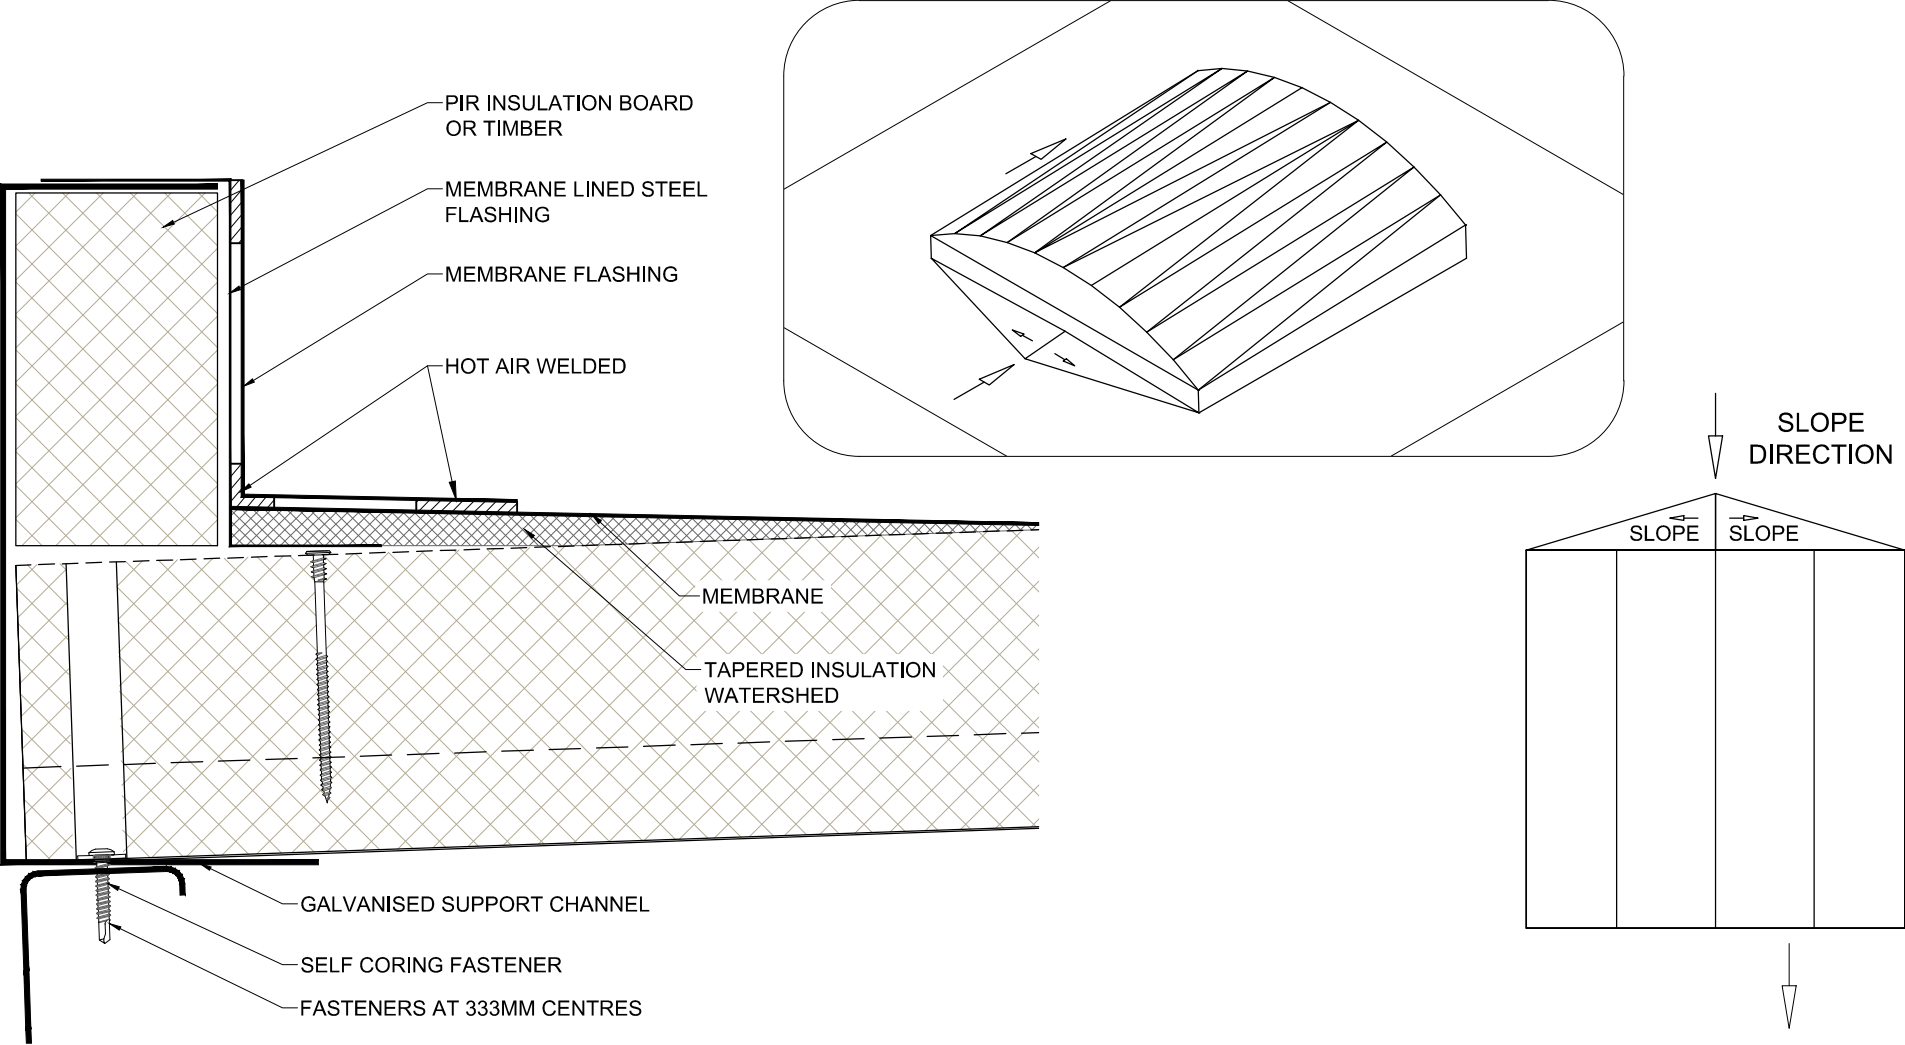 PIR INSULATION BOARD
OR TIMBER
MEMBRANE LINED STEEL
FLASHING
MEMBRANE FLASHING
HOT AIR WELDED
MEMBRANE
TAPERED INSULATION
WATERSHED
GALVANISED SUPPORT CHANNEL
SELF CORING FASTENER
FASTENERS AT 333MM CENTRES
SLOPE
DIRECTION
SLOPE SLOPE